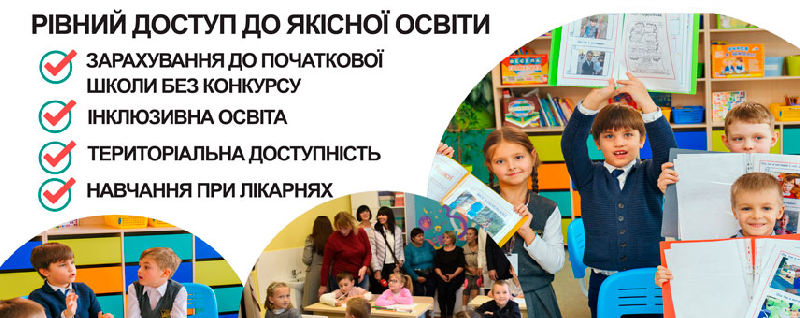 РІВНИЙ ДОСТУП ДО ЯКІСНОЇ ОСВІТИ
ЗАРАХУВАННЯ ДО ПОЧАТКОВОЇ
ШКОЛИ БЕЗ КОНКУРСУ
ІНКЛЮЗИВНА ОСВІТА
ТЕРИТОРІАЛЬНА ДОСТУПНІСТЬ
НАВЧАННЯ ПРИ ЛІКАРНЯХ